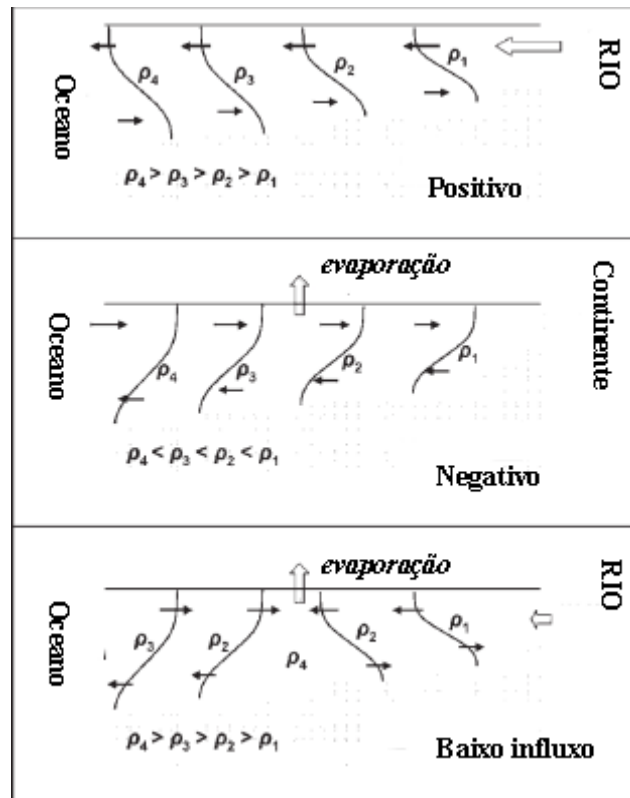 RIO
Oceano
ρ4
ρ3
ρ2
ρ1
ρ4 > ρ3 > ρ2 > ρ1
Positivo
evaporação
Continente
Oceano
ρ4
ρ3
ρ2
ρ1
ρ4 < ρ3 < ρ2 < ρ1
Negativo
evaporação
RIO
Oceano
ρ3
ρ2
ρ4
ρ2
ρ1
ρ4 > ρ3 > ρ2 > ρ1
Baixo influxo